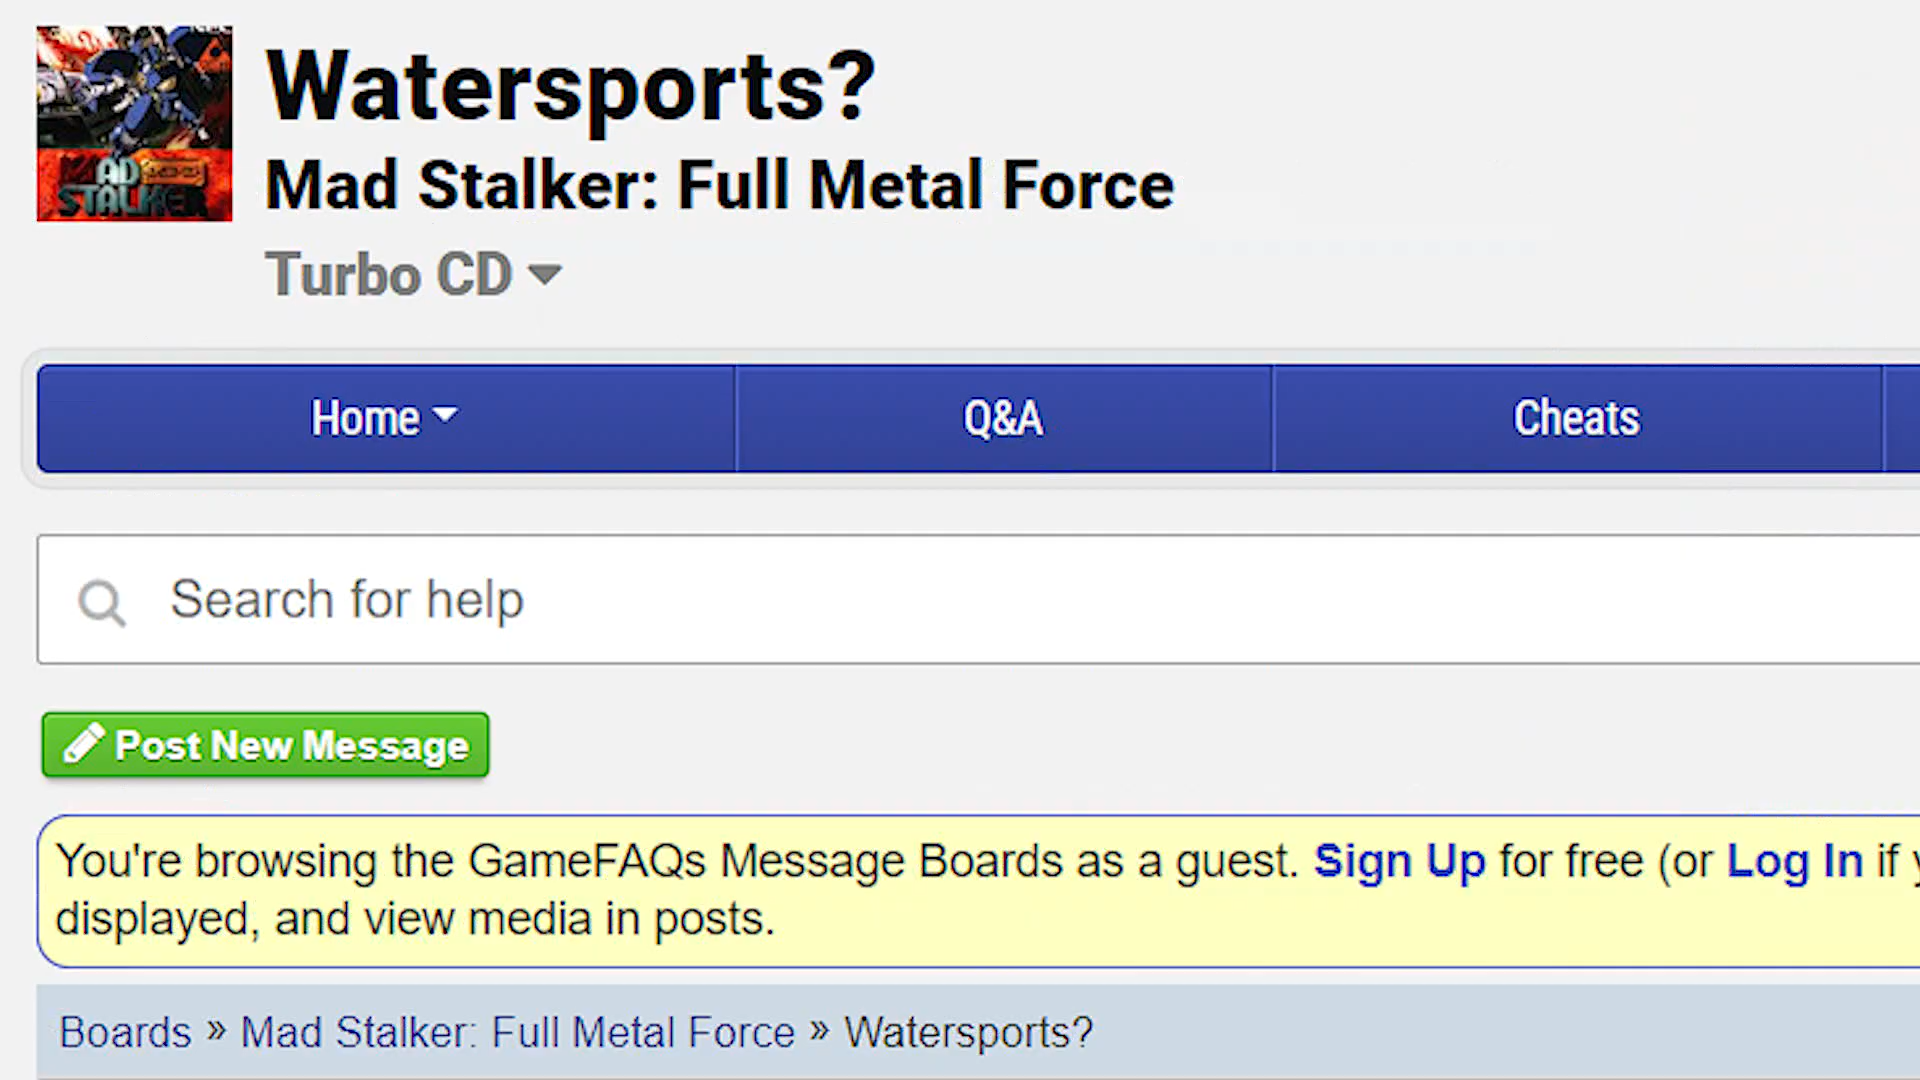 AD
STALKER
Watersports?
Mad Stalker: Full Metal Force
Turbo CD
Home
Q&A
Cheats
Search for help
Post New Message
You're browsing the GameFAQs Message Boards as a guest. Sign Up for free (or Log In if y
displayed, and view media in posts.
Boards » Mad Stalker: Full Metal Force » Watersports?